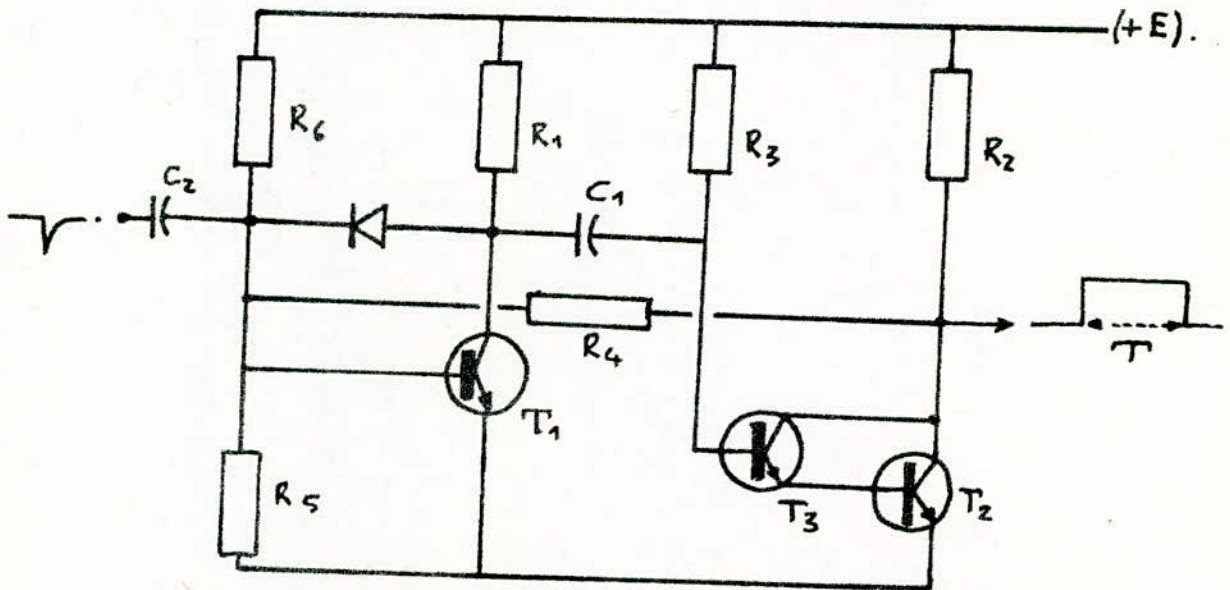 (+E).
R₆
R₁
R₃
R₂
C₂
C₁
R₄
T
T₁
R₅
T₃
T₂